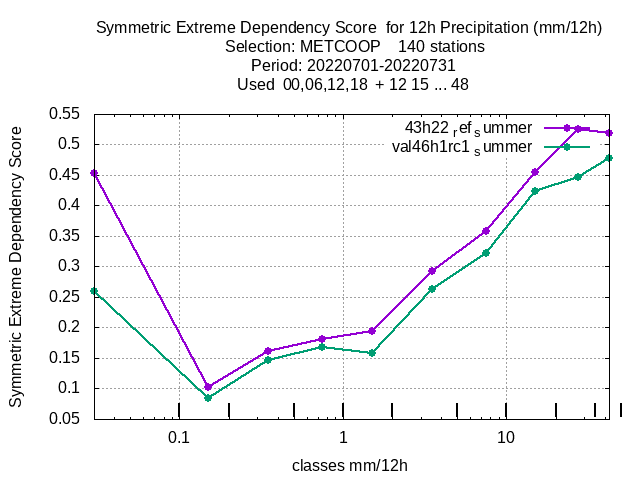 Symmetric Extreme Dependency Score  for 12h Precipitation (mm/12h)
Selection: METCOOP    140 stations
Period: 20220701-20220731
Used  00,06,12,18  + 12 15 ... 48
Symmetric Extreme Dependency Score
0.55
0.5
0.45
0.4
0.35
0.3
0.25
0.2
0.15
0.1
0.05
43h22 ref summer
val46h1rc1 summer
0.1
1
10
classes mm/12h